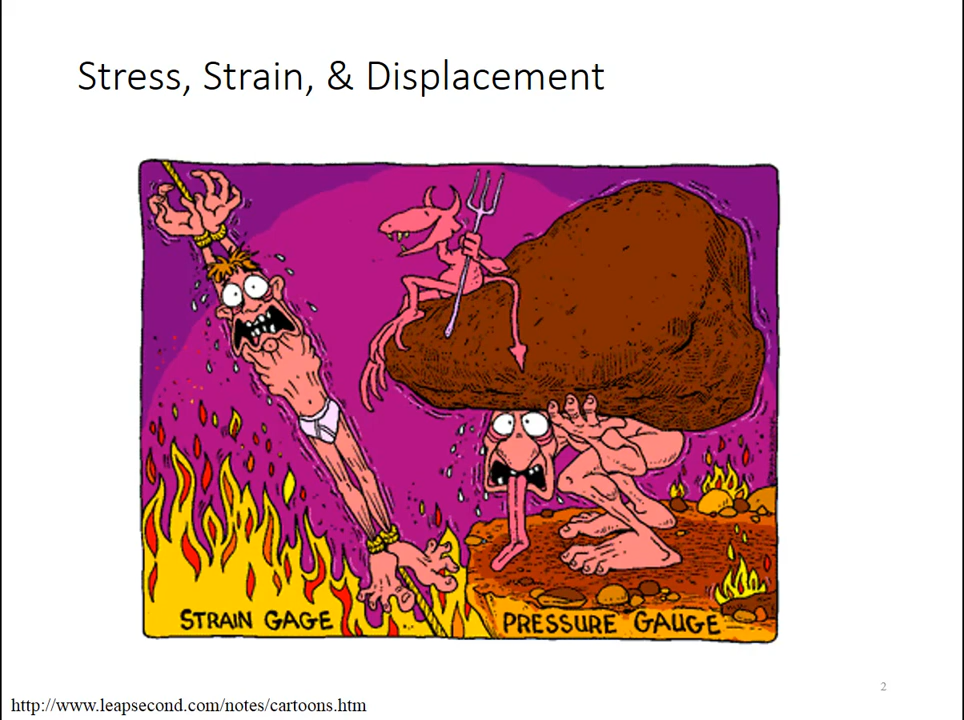 Stress, Strain, & Displacement
STRAIN GAGE
PRESSURE GAUGE
2
http://www.leapsecond.com/notes/cartoons.htm